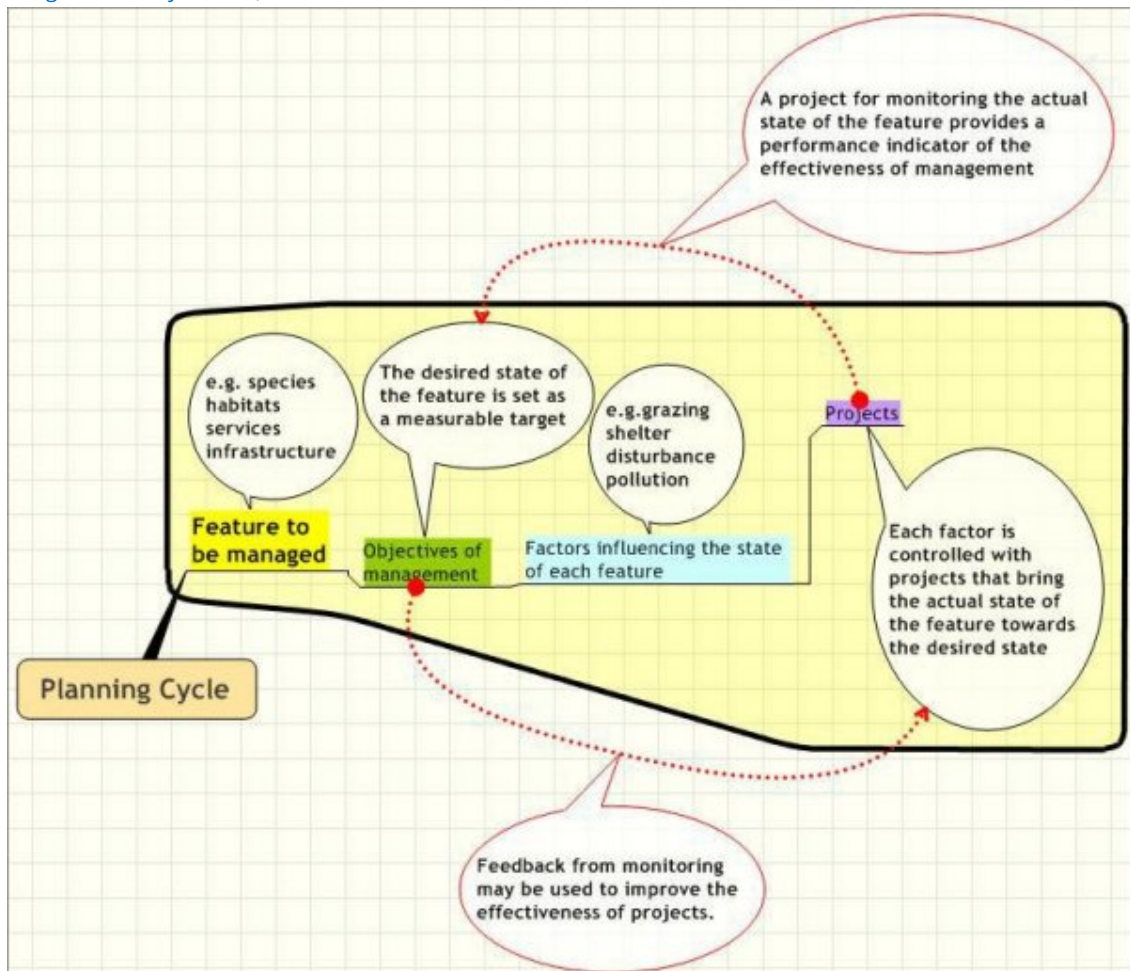 A project for monitoring the actual
state of the feature provides a
performance indicator of the
effectiveness of management
e.g. species
habitats
services
infrastructure
The desired state of
the feature is set as
a measurable target
e.g.grazing
shelter
disturbance
pollution
Projects
Feature to
be managed
Objectives of
management
Factors influencing the state
of each feature
Each factor is
controlled with
projects that bring
the actual state of
the feature towards
the desired state
Planning Cycle
Feedback from monitoring
may be used to improve the
effectiveness of projects.